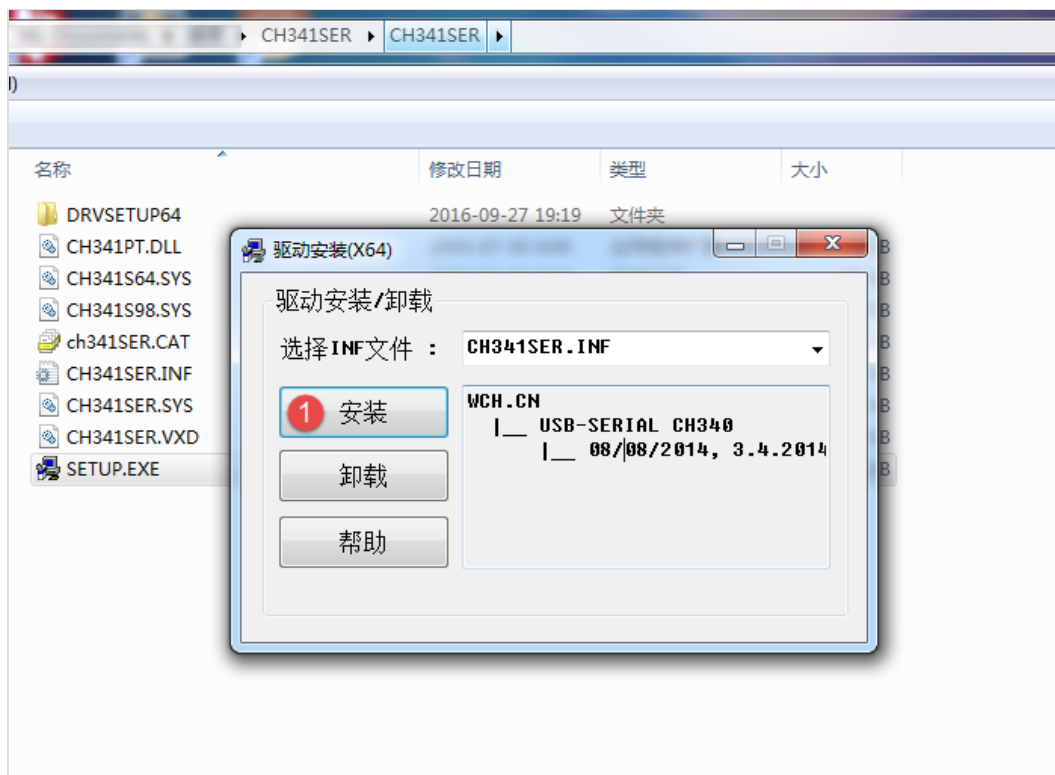 CH341SER CH341SER
)
名称 修改日期 类型 大小
DRVSETUP64 2016-09-27 19:19 文件夹
CH341PT.DLL
CH341S64.SYS
CH341S98.SYS
ch341SER.CAT
CH341SER.INF
CH341SER.SYS
CH341SER.VXD
SETUP.EXE
B
B
B
B
B
B
B
B
驱动安装(X64)
驱动安装/卸载
选择INF文件 : CH341SER.INF
1 安装
卸载
帮助
WCH.CN
|__ USB-SERIAL CH340
|__ 08/08/2014, 3.4.2014